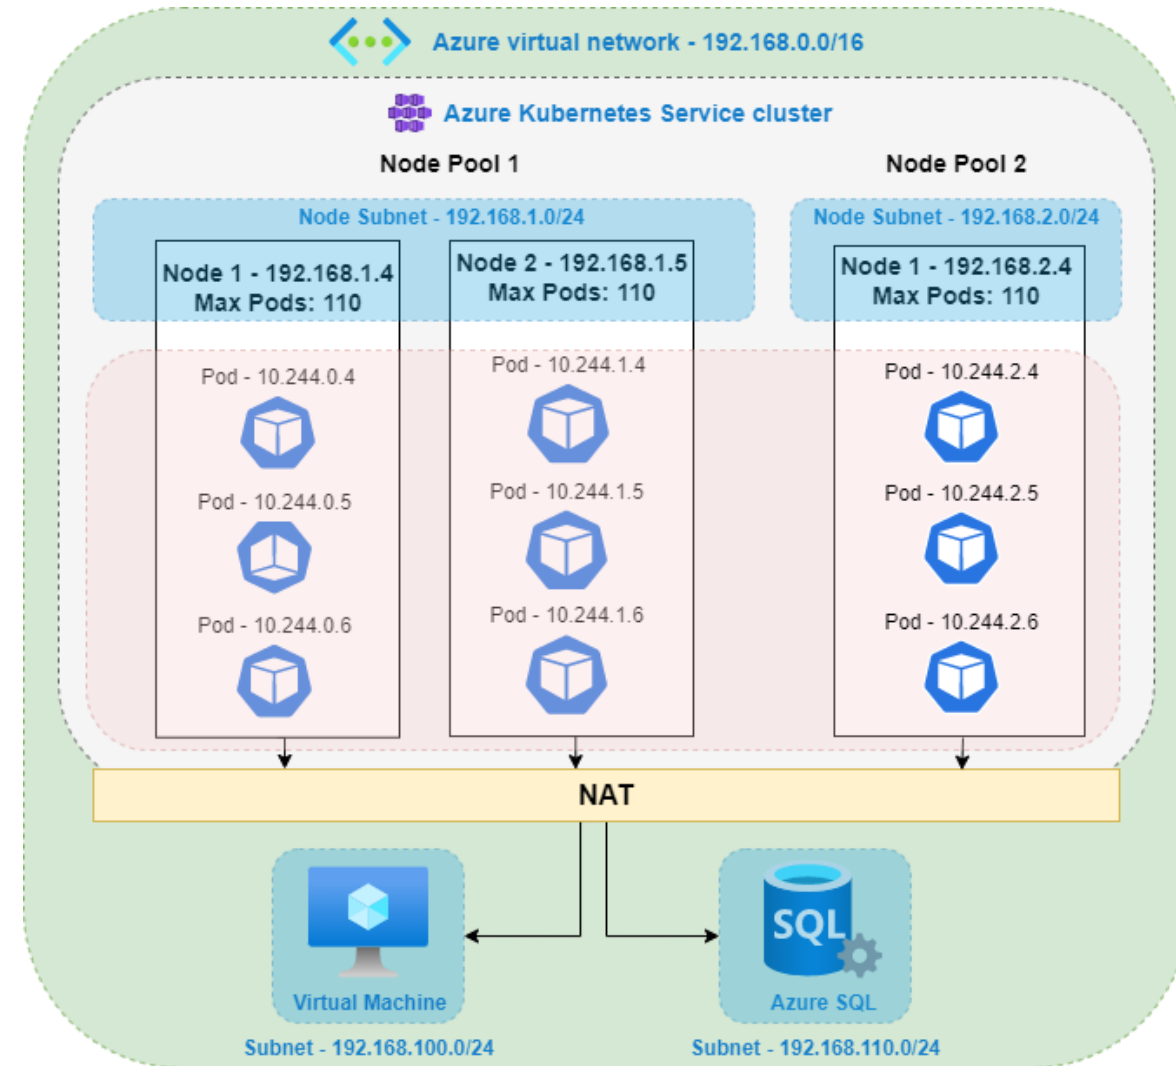 Azure virtual network - 192.168.0.0/16
Azure Kubernetes Service cluster
Node Pool 1
Node Pool 2
Node Subnet - 192.168.1.0/24
Node Subnet - 192.168.2.0/24
Node 1 - 192.168.1.4
Max Pods: 110
Node 2 - 192.168.1.5
Max Pods: 110
Node 1 - 192.168.2.4
Max Pods: 110
Pod - 10.244.0.4
Pod - 10.244.1.4
Pod - 10.244.2.4
Pod - 10.244.0.5
Pod - 10.244.1.5
Pod - 10.244.2.5
Pod - 10.244.0.6
Pod - 10.244.1.6
Pod - 10.244.2.6
NAT
SQL
Virtual Machine
Azure SQL
Subnet - 192.168.100.0/24
Subnet - 192.168.110.0/24